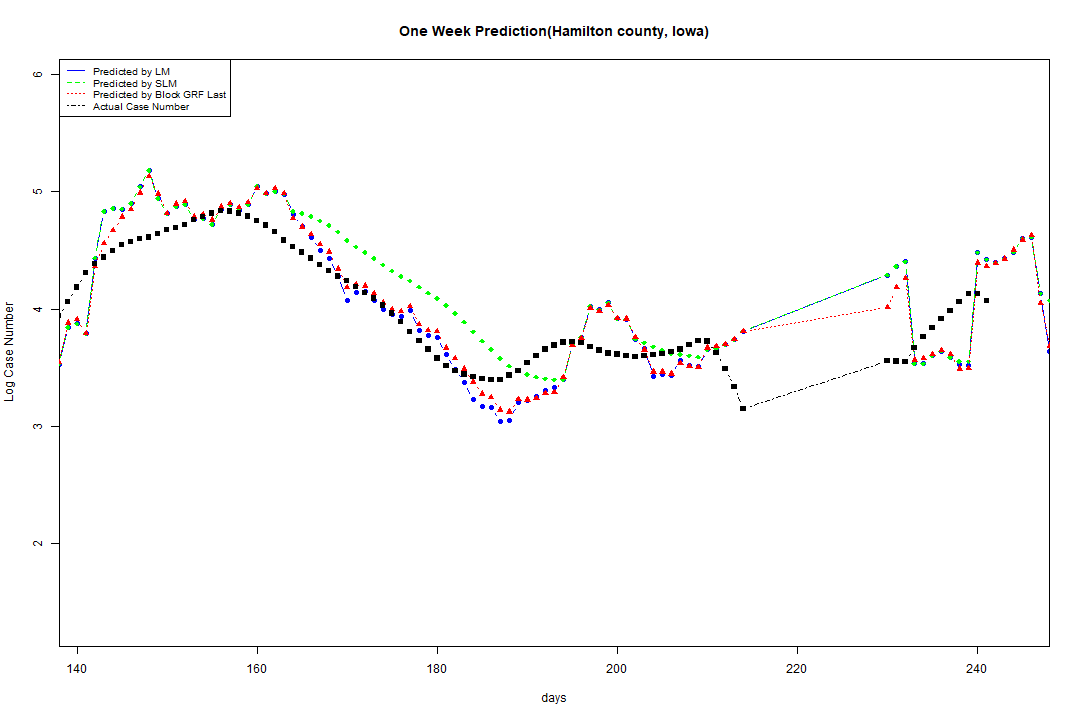 One Week Prediction(Hamilton county, Iowa)
Predicted by LM
Predicted by SLM
Predicted by Block GRF Last
Actual Case Number
6
5
4
3
2
Log Case Number
140 160 180 200 220 240
days